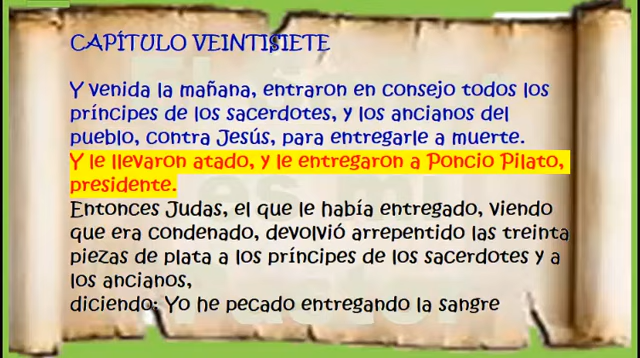 CAPÍTULO VEINTISIETE
Y venida la mañana, entraron en consejo todos los
príncipes de los sacerdotes, y los ancianos del
pueblo, contra Jesús, para entregarle a muerte.
Y le llevaron atado, y le entregaron a Poncio Pilato,
presidente.
Entonces Judas, el que le había entregado, viendo
que era condenado, devolvió arrepentido las treinta
piezas de plata a los príncipes de los sacerdotes y a
los ancianos,
diciendo: Yo he pecado entregando la sangre